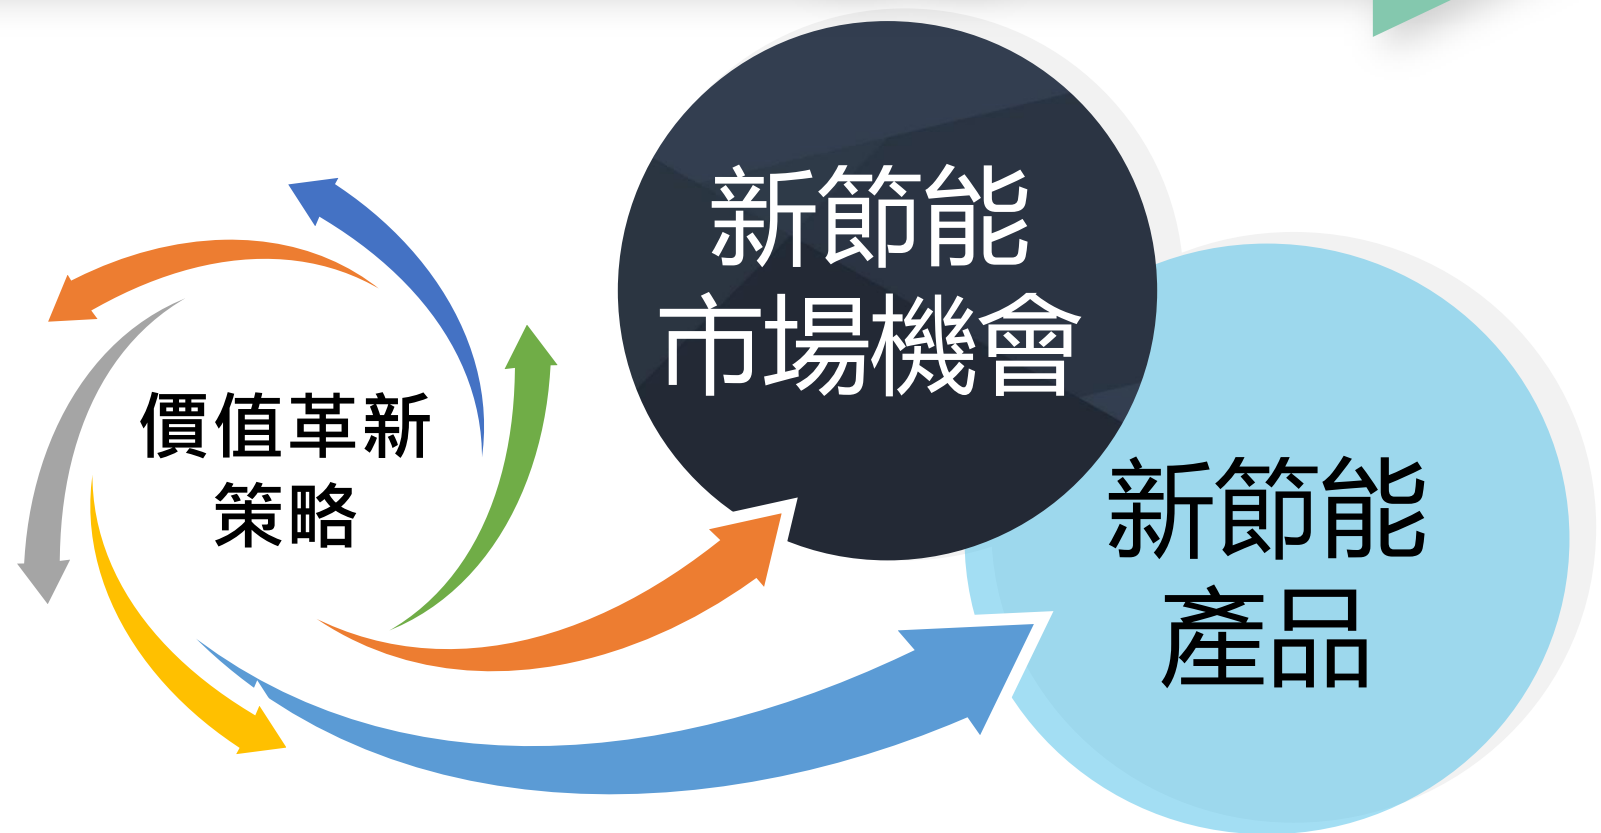 新節能
市場機會
價值革新
策略
新節能
產品